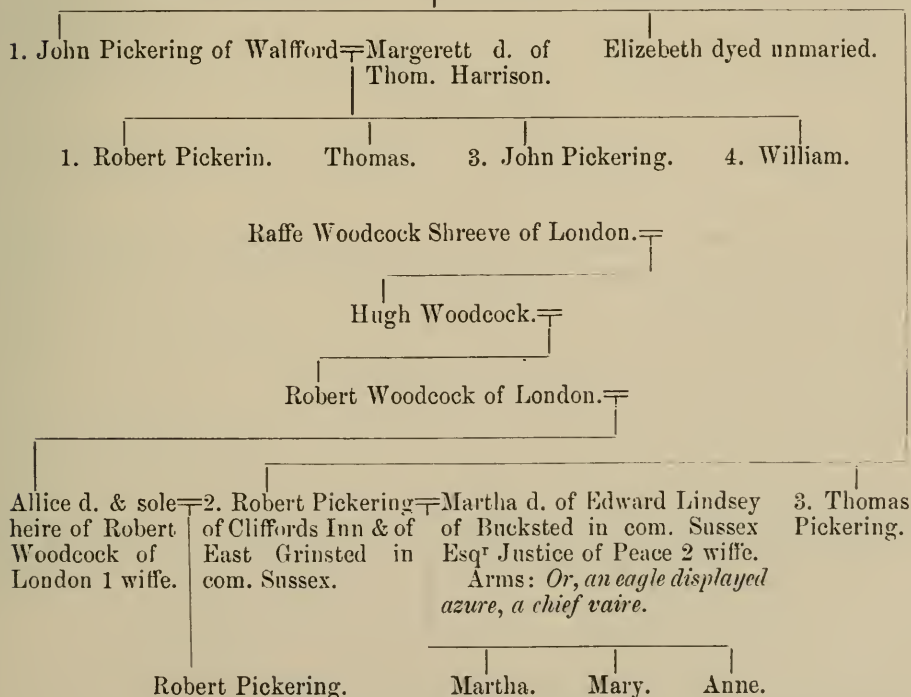 1. John Pickering of Walfford
Margerett d. of
Thom. Harrison.
Elizebeth dyed unmaried.
1. Robert Pickerin.
Thomas.
3. John Pickering.
4. William.
Raffe Woodcock Shreeve of London.
Hugh Woodcock.
Robert Woodcock of London.
Allice d. & sole
heire of Robert
Woodcock of
London 1 wiffe.
2. Robert Pickering
of Cliffords Inn & of
East Grinsted in
com. Sussex.
Martha d. of Edward Lindsey
of Bucksted in com. Sussex
Esqʳ Justice of Peace 2 wiffe.
Arms: Or, an eagle displayed
azure, a chief vaire.
3. Thomas
Pickering.
Robert Pickering.
Martha.
Mary.
Anne.